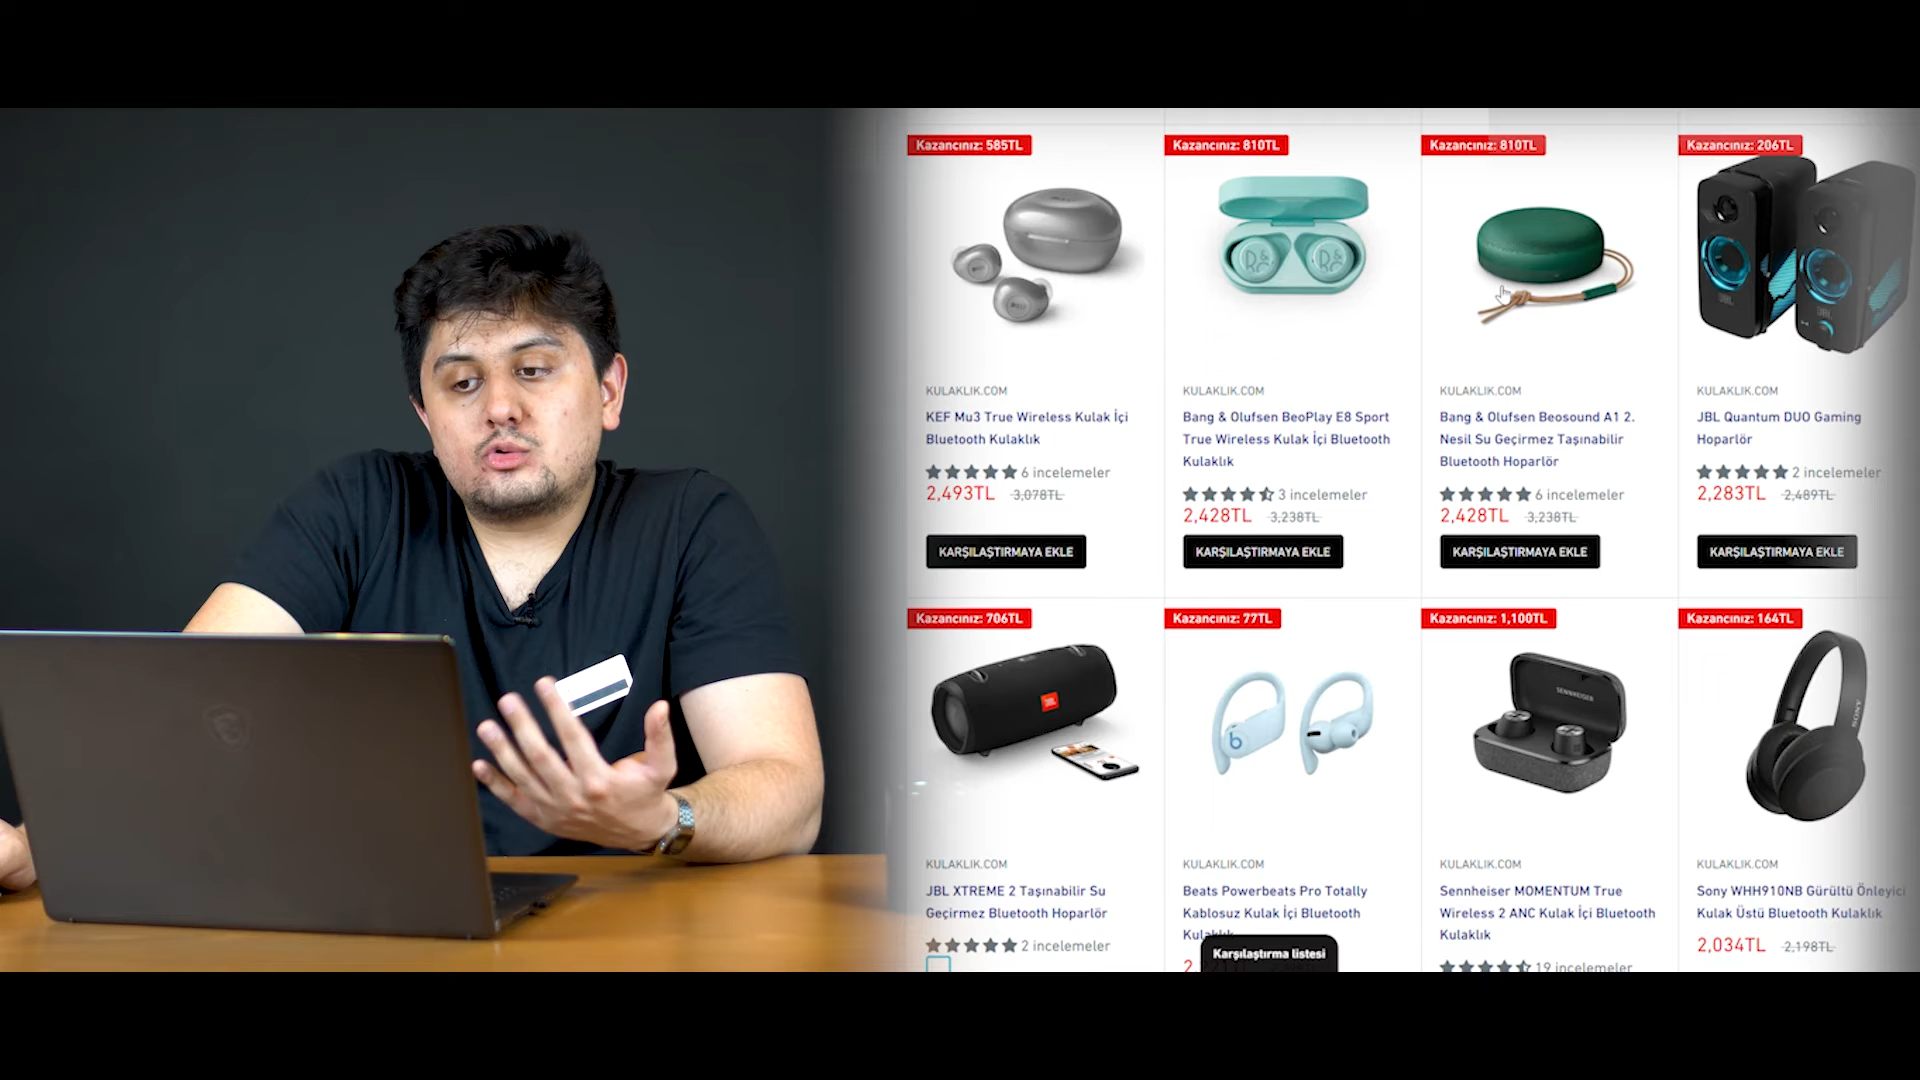 Kazancınız: 585TL
Kazancınız: 810TL
Kazancınız: 810TL
Kazancınız: 206TL
KULAKLIK.COM
KULAKLIK.COM
KULAKLIK.COM
KULAKLIK.COM
KEF Mu3 True Wireless Kulak İçi
Bluetooth Kulaklık
6 incelemeler
2,493TL 3,078TL
KARŞILAŞTIRMAYA EKLE
Bang & Olufsen BeoPlay E8 Sport
True Wireless Kulak İçi Bluetooth
Kulaklık
3 incelemeler
2,428TL 3,238TL
KARŞILAŞTIRMAYA EKLE
Bang & Olufsen Beosound A1 2.
Nesil Su Geçirmez Taşınabilir
Bluetooth Hoparlör
6 incelemeler
2,428TL 3,238TL
KARŞILAŞTIRMAYA EKLE
JBL Quantum DUO Gaming
Hoparlör
2 incelemeler
2,283TL 2,489TL
KARŞILAŞTIRMAYA EKLE
Kazancınız: 706TL
Kazancınız: 77TL
Kazancınız: 1,100TL
Kazancınız: 164TL
SENNHEISER
SONY
KULAKLIK.COM
KULAKLIK.COM
KULAKLIK.COM
KULAKLIK.COM
JBL XTREME 2 Taşınabilir Su
Geçirmez Bluetooth Hoparlör
2 incelemeler
Beats Powerbeats Pro Totally
Kablosuz Kulak İçi Bluetooth
Kulaklık
Karşılaştırma listesi
Sennheiser MOMENTUM True
Wireless 2 ANC Kulak İçi Bluetooth
Kulaklık
19 incelemeler
Sony WHH910NB Gürültü Önleyici
Kulak Üstü Bluetooth Kulaklık
2,034TL 2,198TL